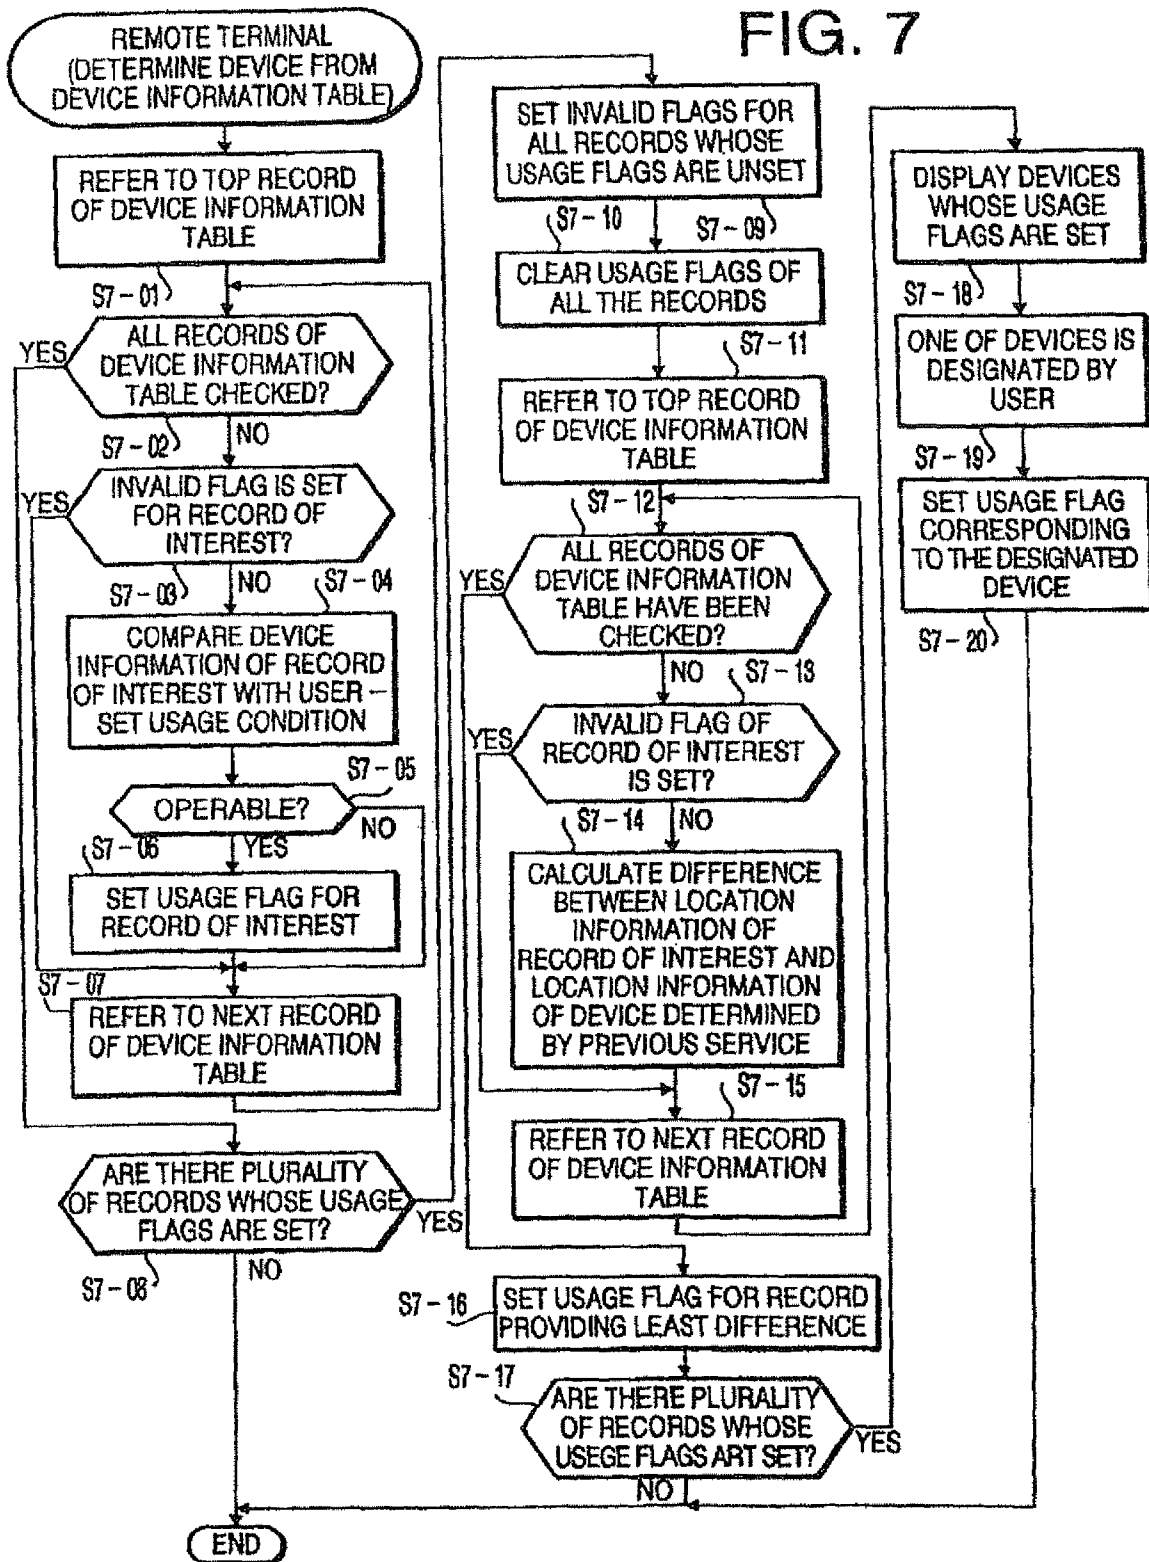 FIG. 7
REMOTE TERMINAL
(DETERMINE DEVICE FROM
DEVICE INFORMATION TABLE)
REFER TO TOP RECORD
OF DEVICE INFORMATION
TABLE
S7-01
ALL RECORDS OF
DEVICE INFORMATION
TABLE CHECKED?
YES
S7-02
NO
INVALID FLAG IS SET
FOR RECORD OF
INTEREST?
YES
S7-03
NO
S7-04
COMPARE DEVICE
INFORMATION OF RECORD
OF INTEREST WITH USER-
SET USAGE CONDITION
S7-05
OPERABLE?
NO
S7-06
YES
SET USAGE FLAG FOR
RECORD OF INTEREST
S7-07
REFER TO NEXT RECORD
OF DEVICE INFORMATION
TABLE
ARE THERE PLURALITY
OF RECORDS WHOSE USAGE
FLAGS ARE SET?
YES
S7-08
NO
END
SET INVALID FLAGS FOR
ALL RECORDS WHOSE
USAGE FLAGS ARE UNSET
S7-10
S7-09
CLEAR USAGE FLAGS OF
ALL THE RECORDS
S7-11
REFER TO TOP RECORD
OF DEVICE INFORMATION
TABLE
S7-12
ALL RECORDS OF
DEVICE INFORMATION
TABLE HAVE BEEN
CHECKED?
YES
NO
S7-13
INVALID FLAG OF
RECORD OF INTEREST
IS SET?
YES
S7-14
NO
CALCULATE DIFFERENCE
BETWEEN LOCATION
INFORMATION OF
RECORD OF INTEREST AND
LOCATION INFORMATION
OF DEVICE DETERMINED
BY PREVIOUS SERVICE
S7-15
REFER TO NEXT RECORD
OF DEVICE INFORMATION
TABLE
S7-16
SET USAGE FLAG FOR RECORD
PROVIDING LEAST DIFFERENCE
S7-17
ARE THERE PLURALITY
OF RECORDS WHOSE
USEGE FLAGS ART SET?
YES
NO
DISPLAY DEVICES
WHOSE USAGE
FLAGS ARE SET
S7-18
ONE OF DEVICES IS
DESIGNATED BY
USER
S7-19
SET USAGE FLAG
CORRESPONDING
TO THE DESIGNATED
DEVICE
S7-20